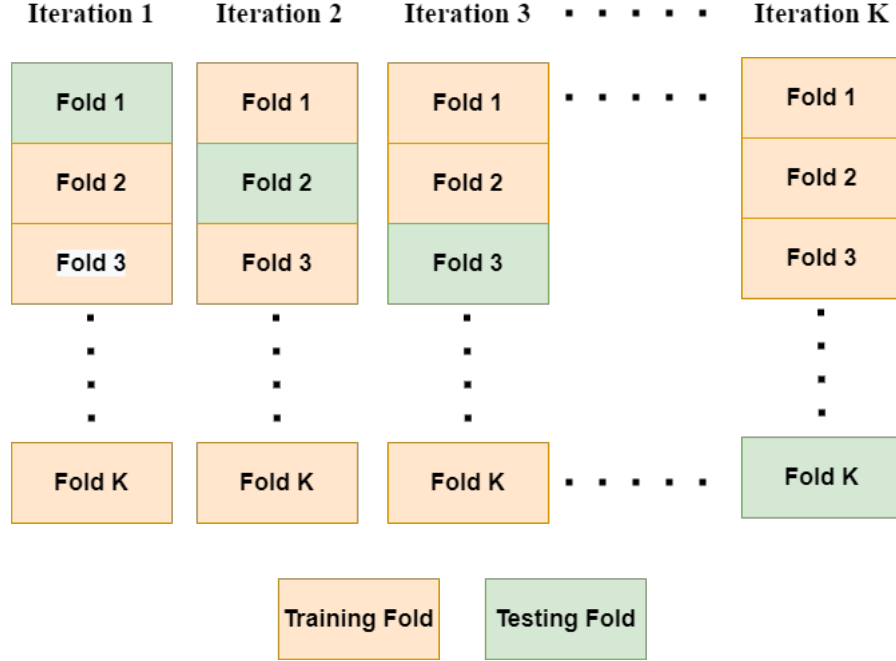 Iteration 1 Iteration 2 Iteration 3 Iteration K
Fold 1 Fold 1 Fold 1 Fold 1
Fold 2 Fold 2 Fold 2 Fold 2
Fold 3 Fold 3 Fold 3 Fold 3
Fold K Fold K Fold K Fold K
Training Fold Testing Fold